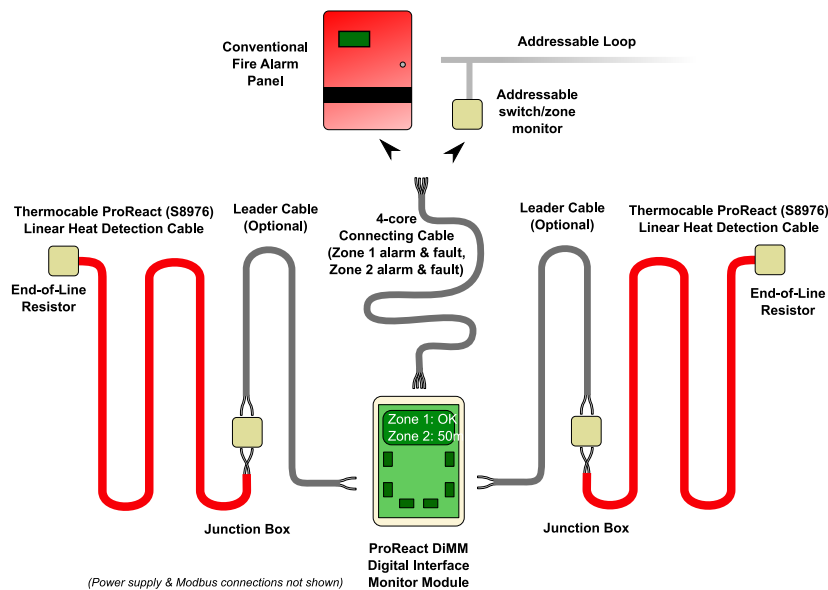 Conventional
Fire Alarm
Panel
Addressable Loop
Addressable
switch/zone
monitor
Thermocable ProReact (S8976)
Linear Heat Detection Cable
Leader Cable
(Optional)
4-core
Connecting Cable
(Zone 1 alarm & fault,
Zone 2 alarm & fault)
Leader Cable
(Optional)
Thermocable ProReact (S8976)
Linear Heat Detection Cable
End-of-Line
Resistor
End-of-Line
Resistor
Zone 1: OK
Zone 2: 50m
Junction Box
Junction Box
ProReact DiMM
Digital Interface
Monitor Module
(Power supply & Modbus connections not shown)